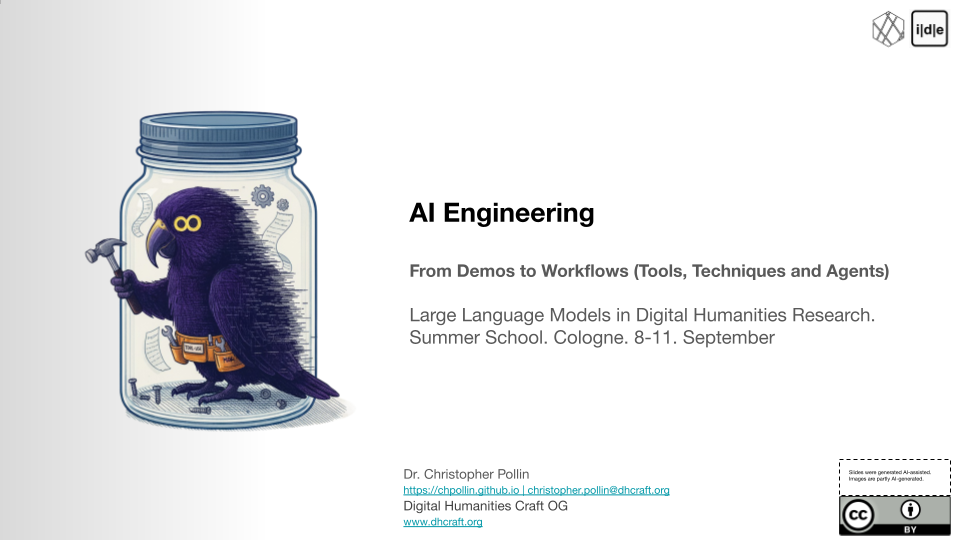 i|d|e
AI Engineering
From Demos to Workflows (Tools, Techniques and Agents)
Large Language Models in Digital Humanities Research.
Summer School. Cologne. 8-11. September
Dr. Christopher Pollin
https://chpollin.github.io | christopher.pollin@dhcraft.org
Digital Humanities Craft OG
www.dhcraft.org
Slides were generated AI-assisted.
Images are partly AI-generated.
CC
BY